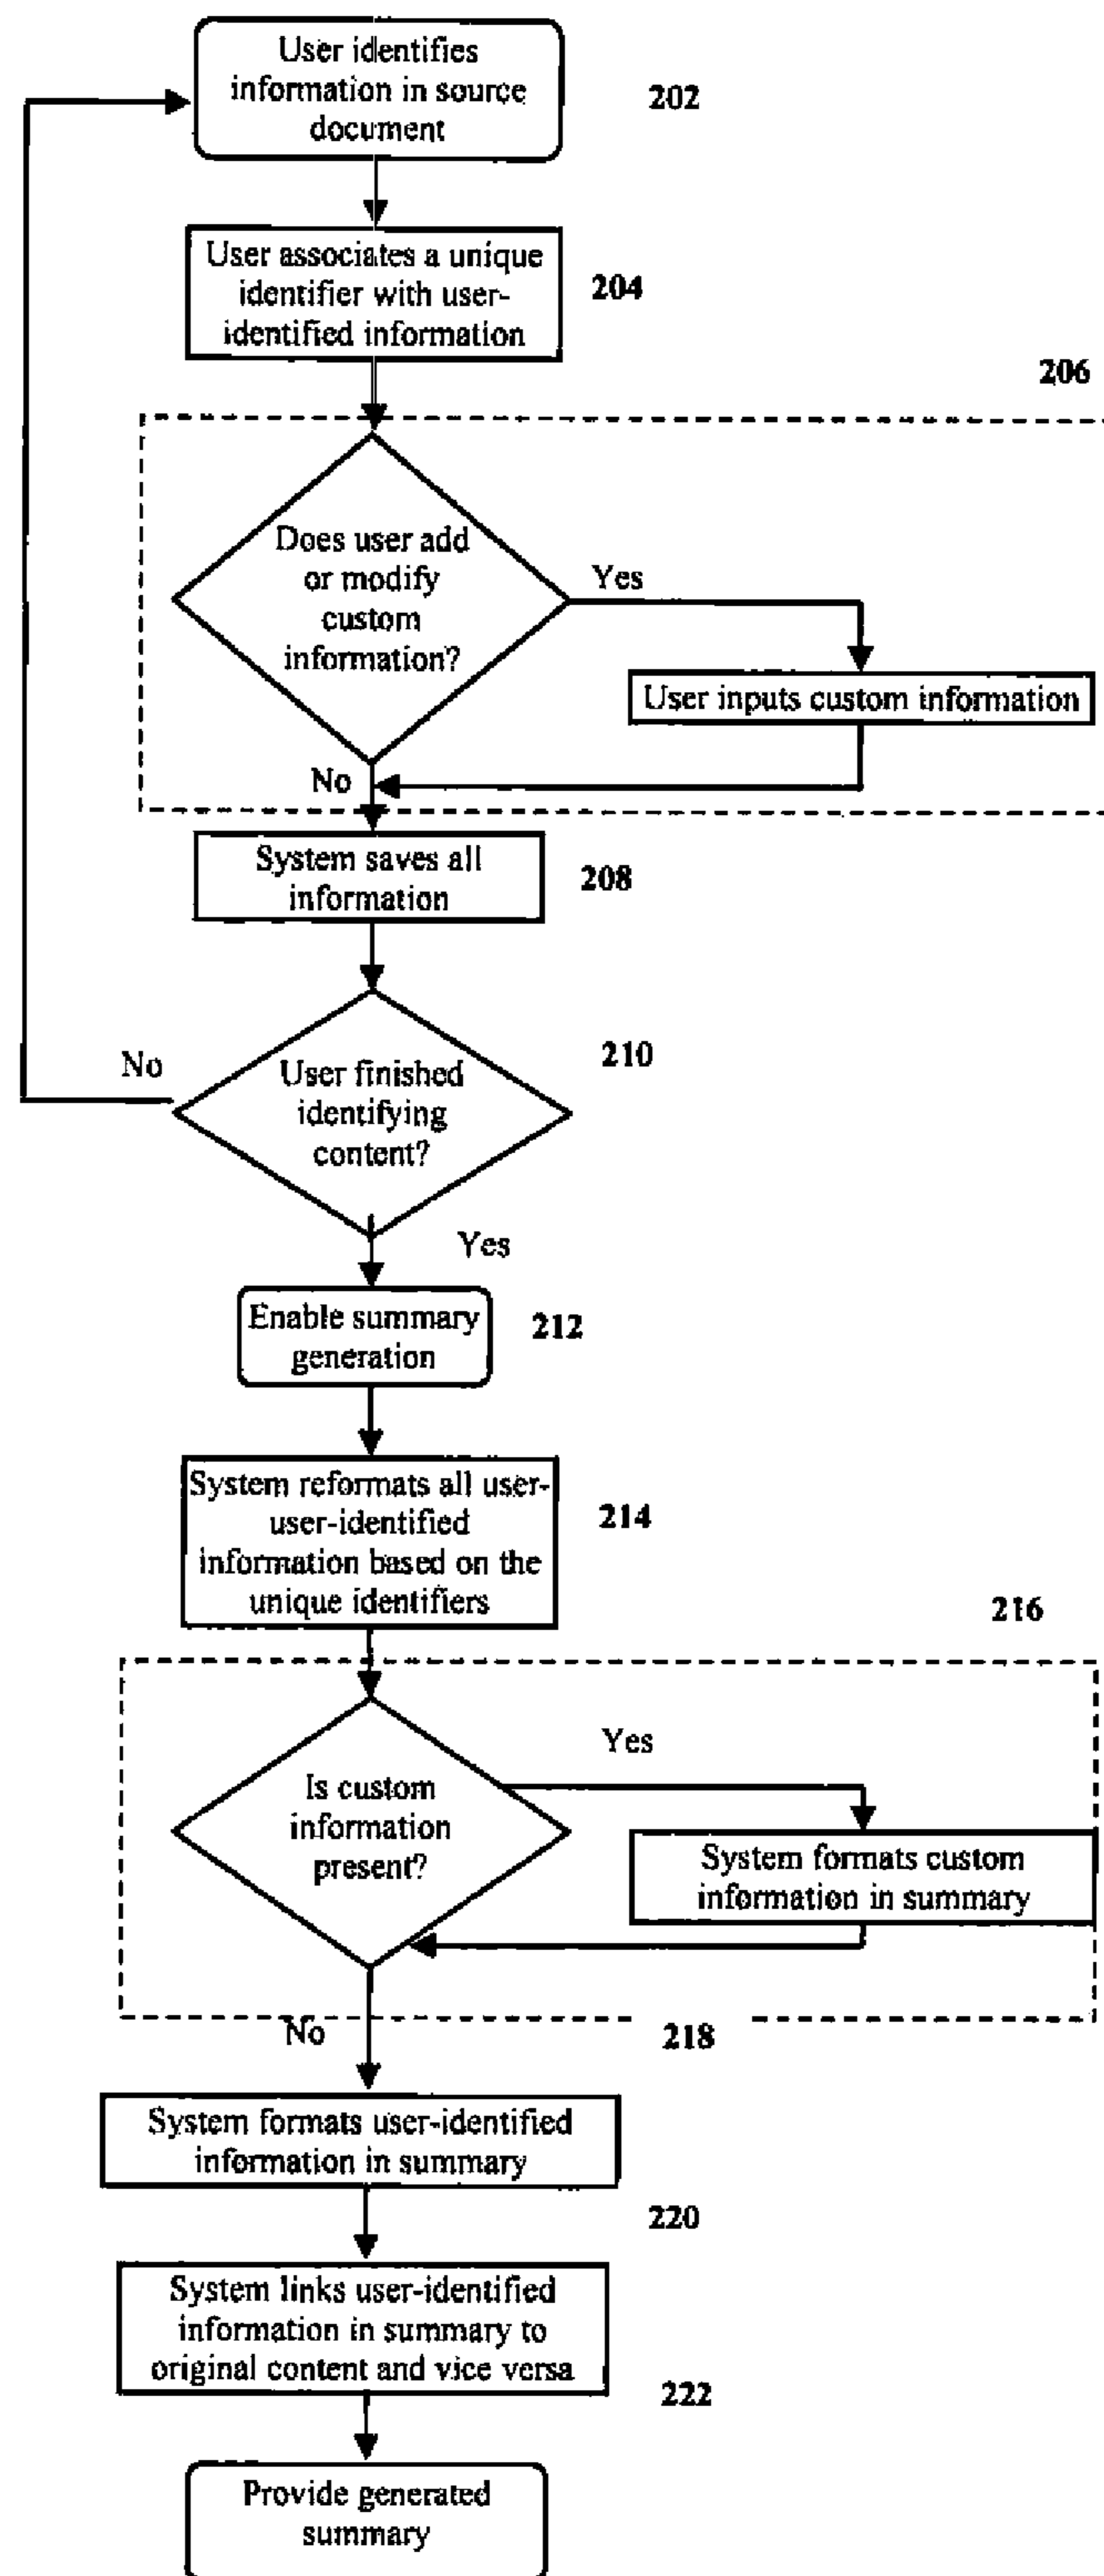 User identifies
information in source
document
202
User associates a unique
identifier with user-
identified information
204
206
Does user add
or modify
custom
information?
Yes
User inputs custom information
No
System saves all
information
208
No
User finished
identifying
content?
210
Yes
Enable summary
generation
212
System reformats all user-
user-identified
information based on the
unique identifiers
214
216
Is custom
information
present?
Yes
System formats custom
information in summary
No
218
System formats user-identified
information in summary
220
System links user-identified
information in summary to
original content and vice versa
222
Provide generated
summary